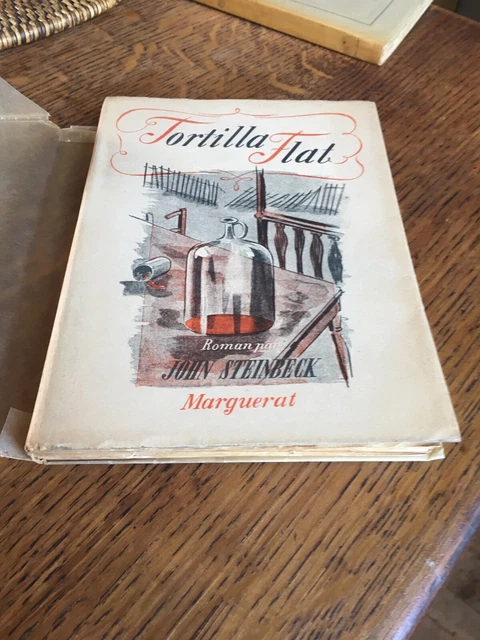 Tortilla Flat
Roman par
JOHN STEINBECK
Marguerat